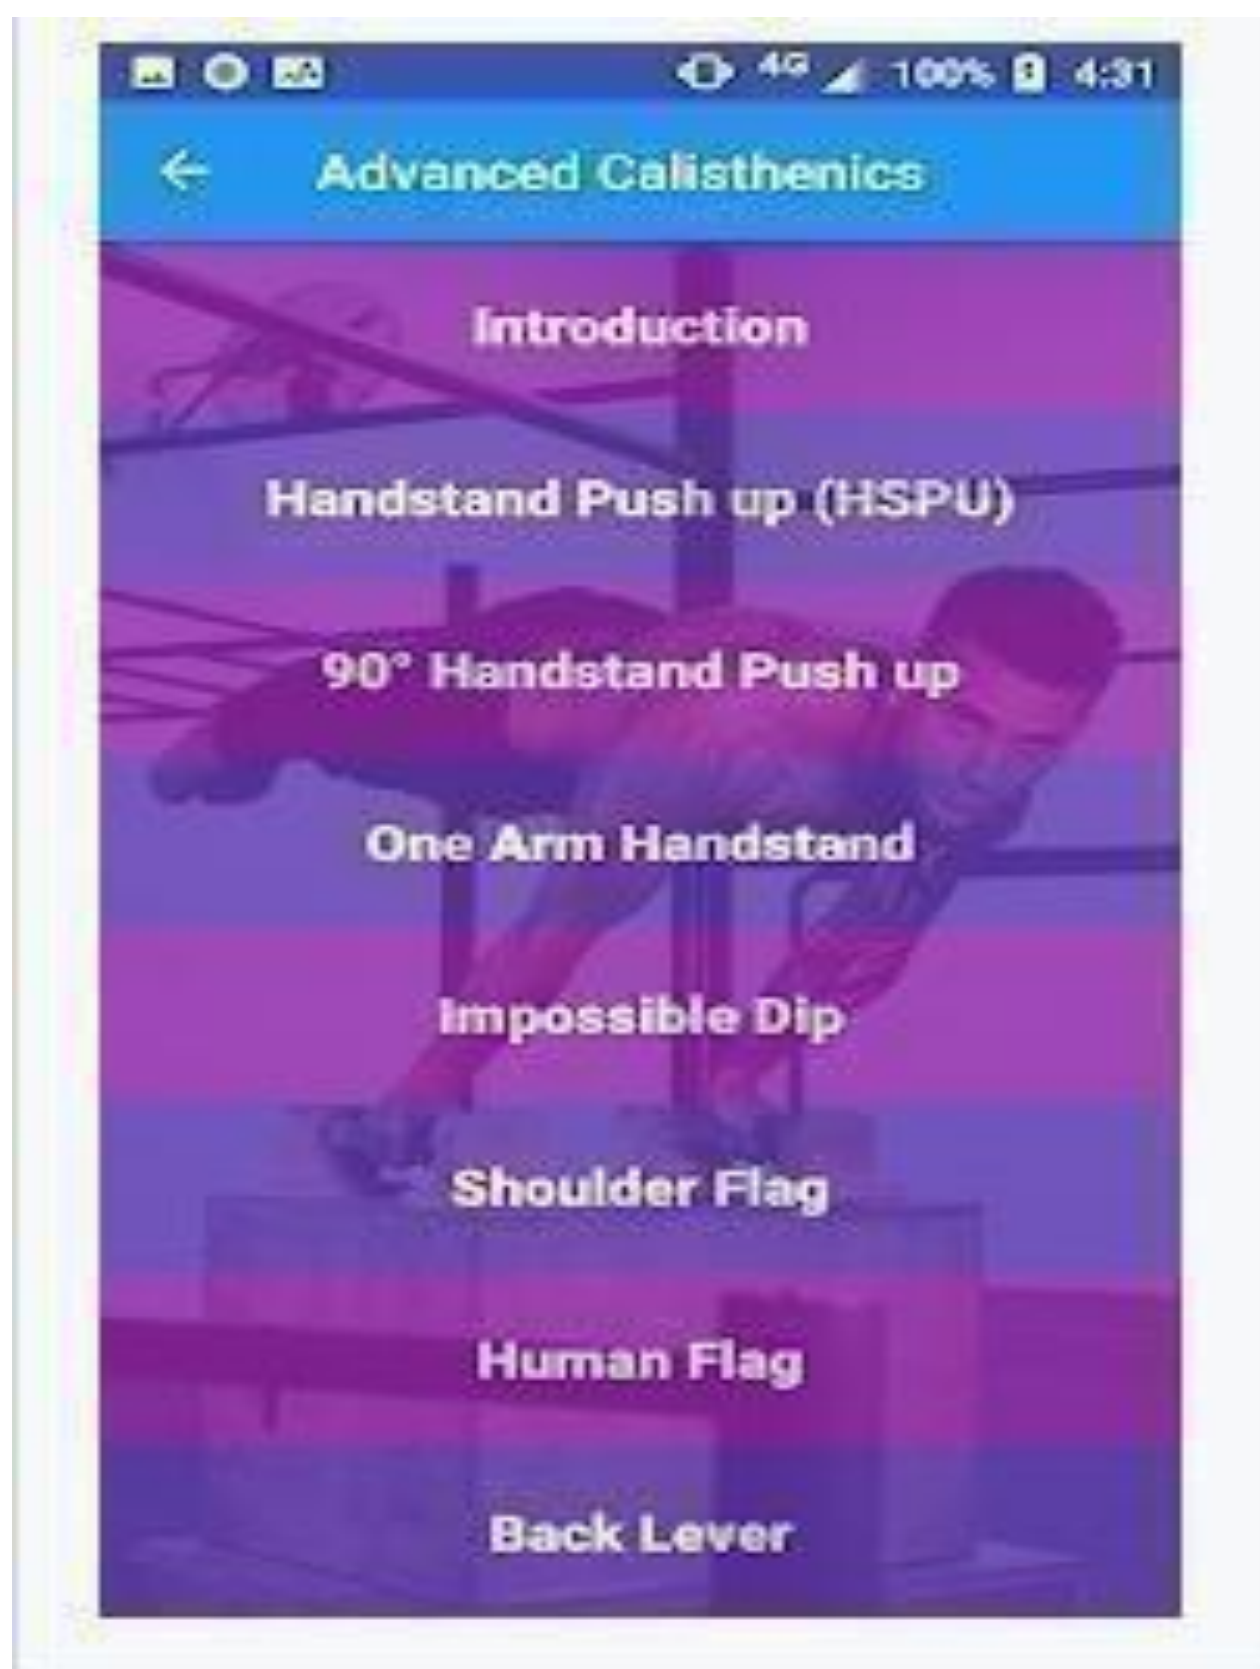 4G 100% 4:31
Advanced Calisthenics
Introduction
Handstand Push up (HSPU)
90° Handstand Push up
One Arm Handstand
Impossible Dip
Shoulder Flag
Human Flag
Back Lever